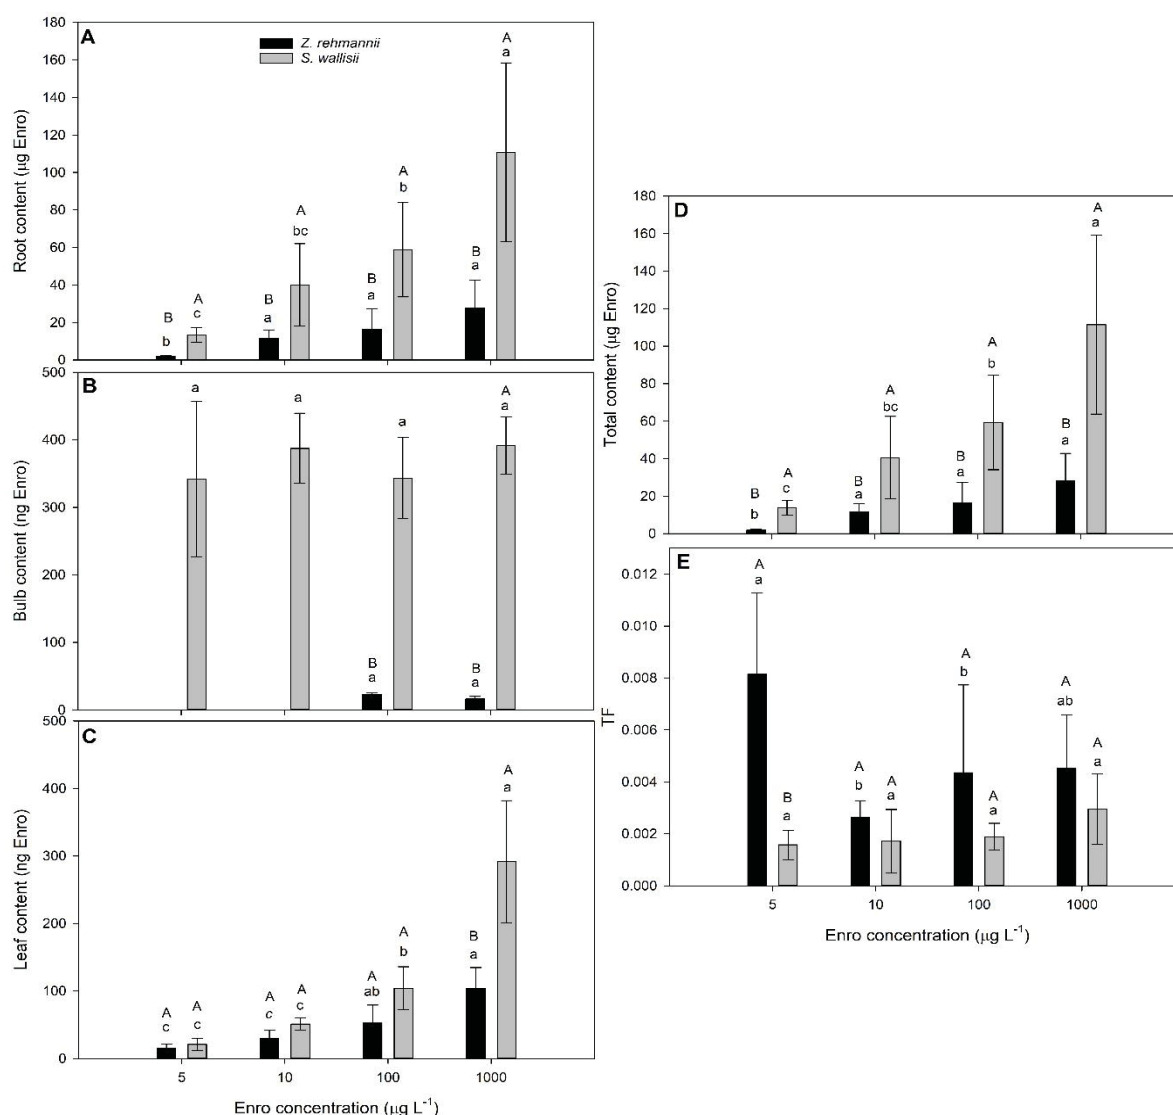 A
Z. rehmannii
S. wallisii
Root content (µg Enro)
180
160
140
120
100
80
60
40
20
0
B
b
A
c
B
a
A
bc
B
a
A
b
B
a
A
a
B
Bulb content (ng Enro)
500
400
300
200
100
0
a
a
B
a
a
B
a
A
a
C
Leaf content (ng Enro)
500
400
300
200
100
0
A
c
A
c
A
c
A
c
A
ab
A
b
B
a
A
a
5 10 100 1000
Enro concentration (µg L-1)
D
Total content (µg Enro)
180
160
140
120
100
80
60
40
20
0
B
b
A
c
B
a
A
bc
B
a
A
b
B
a
A
a
E
TF
0.012
0.010
0.008
0.006
0.004
0.002
0.000
A
a
B
a
A
b
A
a
A
b
A
a
A
ab
A
a
5 10 100 1000
Enro concentration (µg L-1)